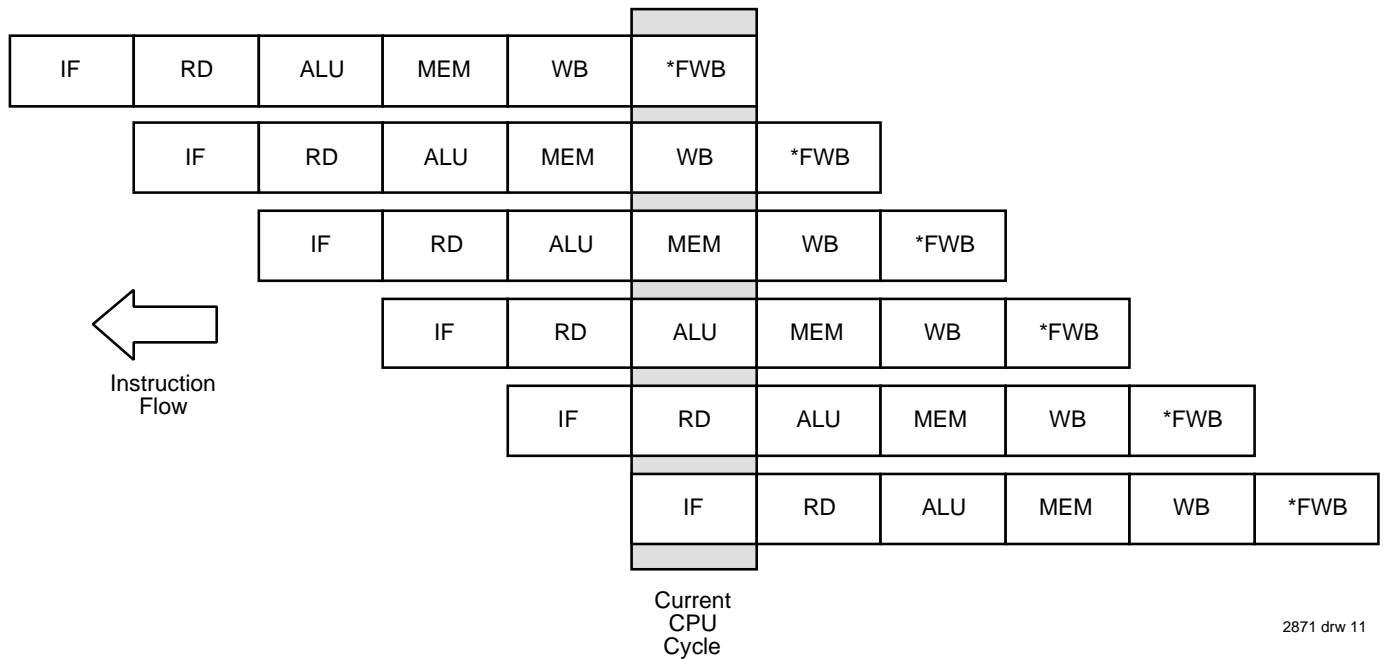 IF RD ALU MEM WB *FWB
IF RD ALU MEM WB *FWB
IF RD ALU MEM WB *FWB
IF RD ALU MEM WB *FWB
Instruction
Flow
IF RD ALU MEM WB *FWB
IF RD ALU MEM WB *FWB
Current
CPU
Cycle
2871 drw 11